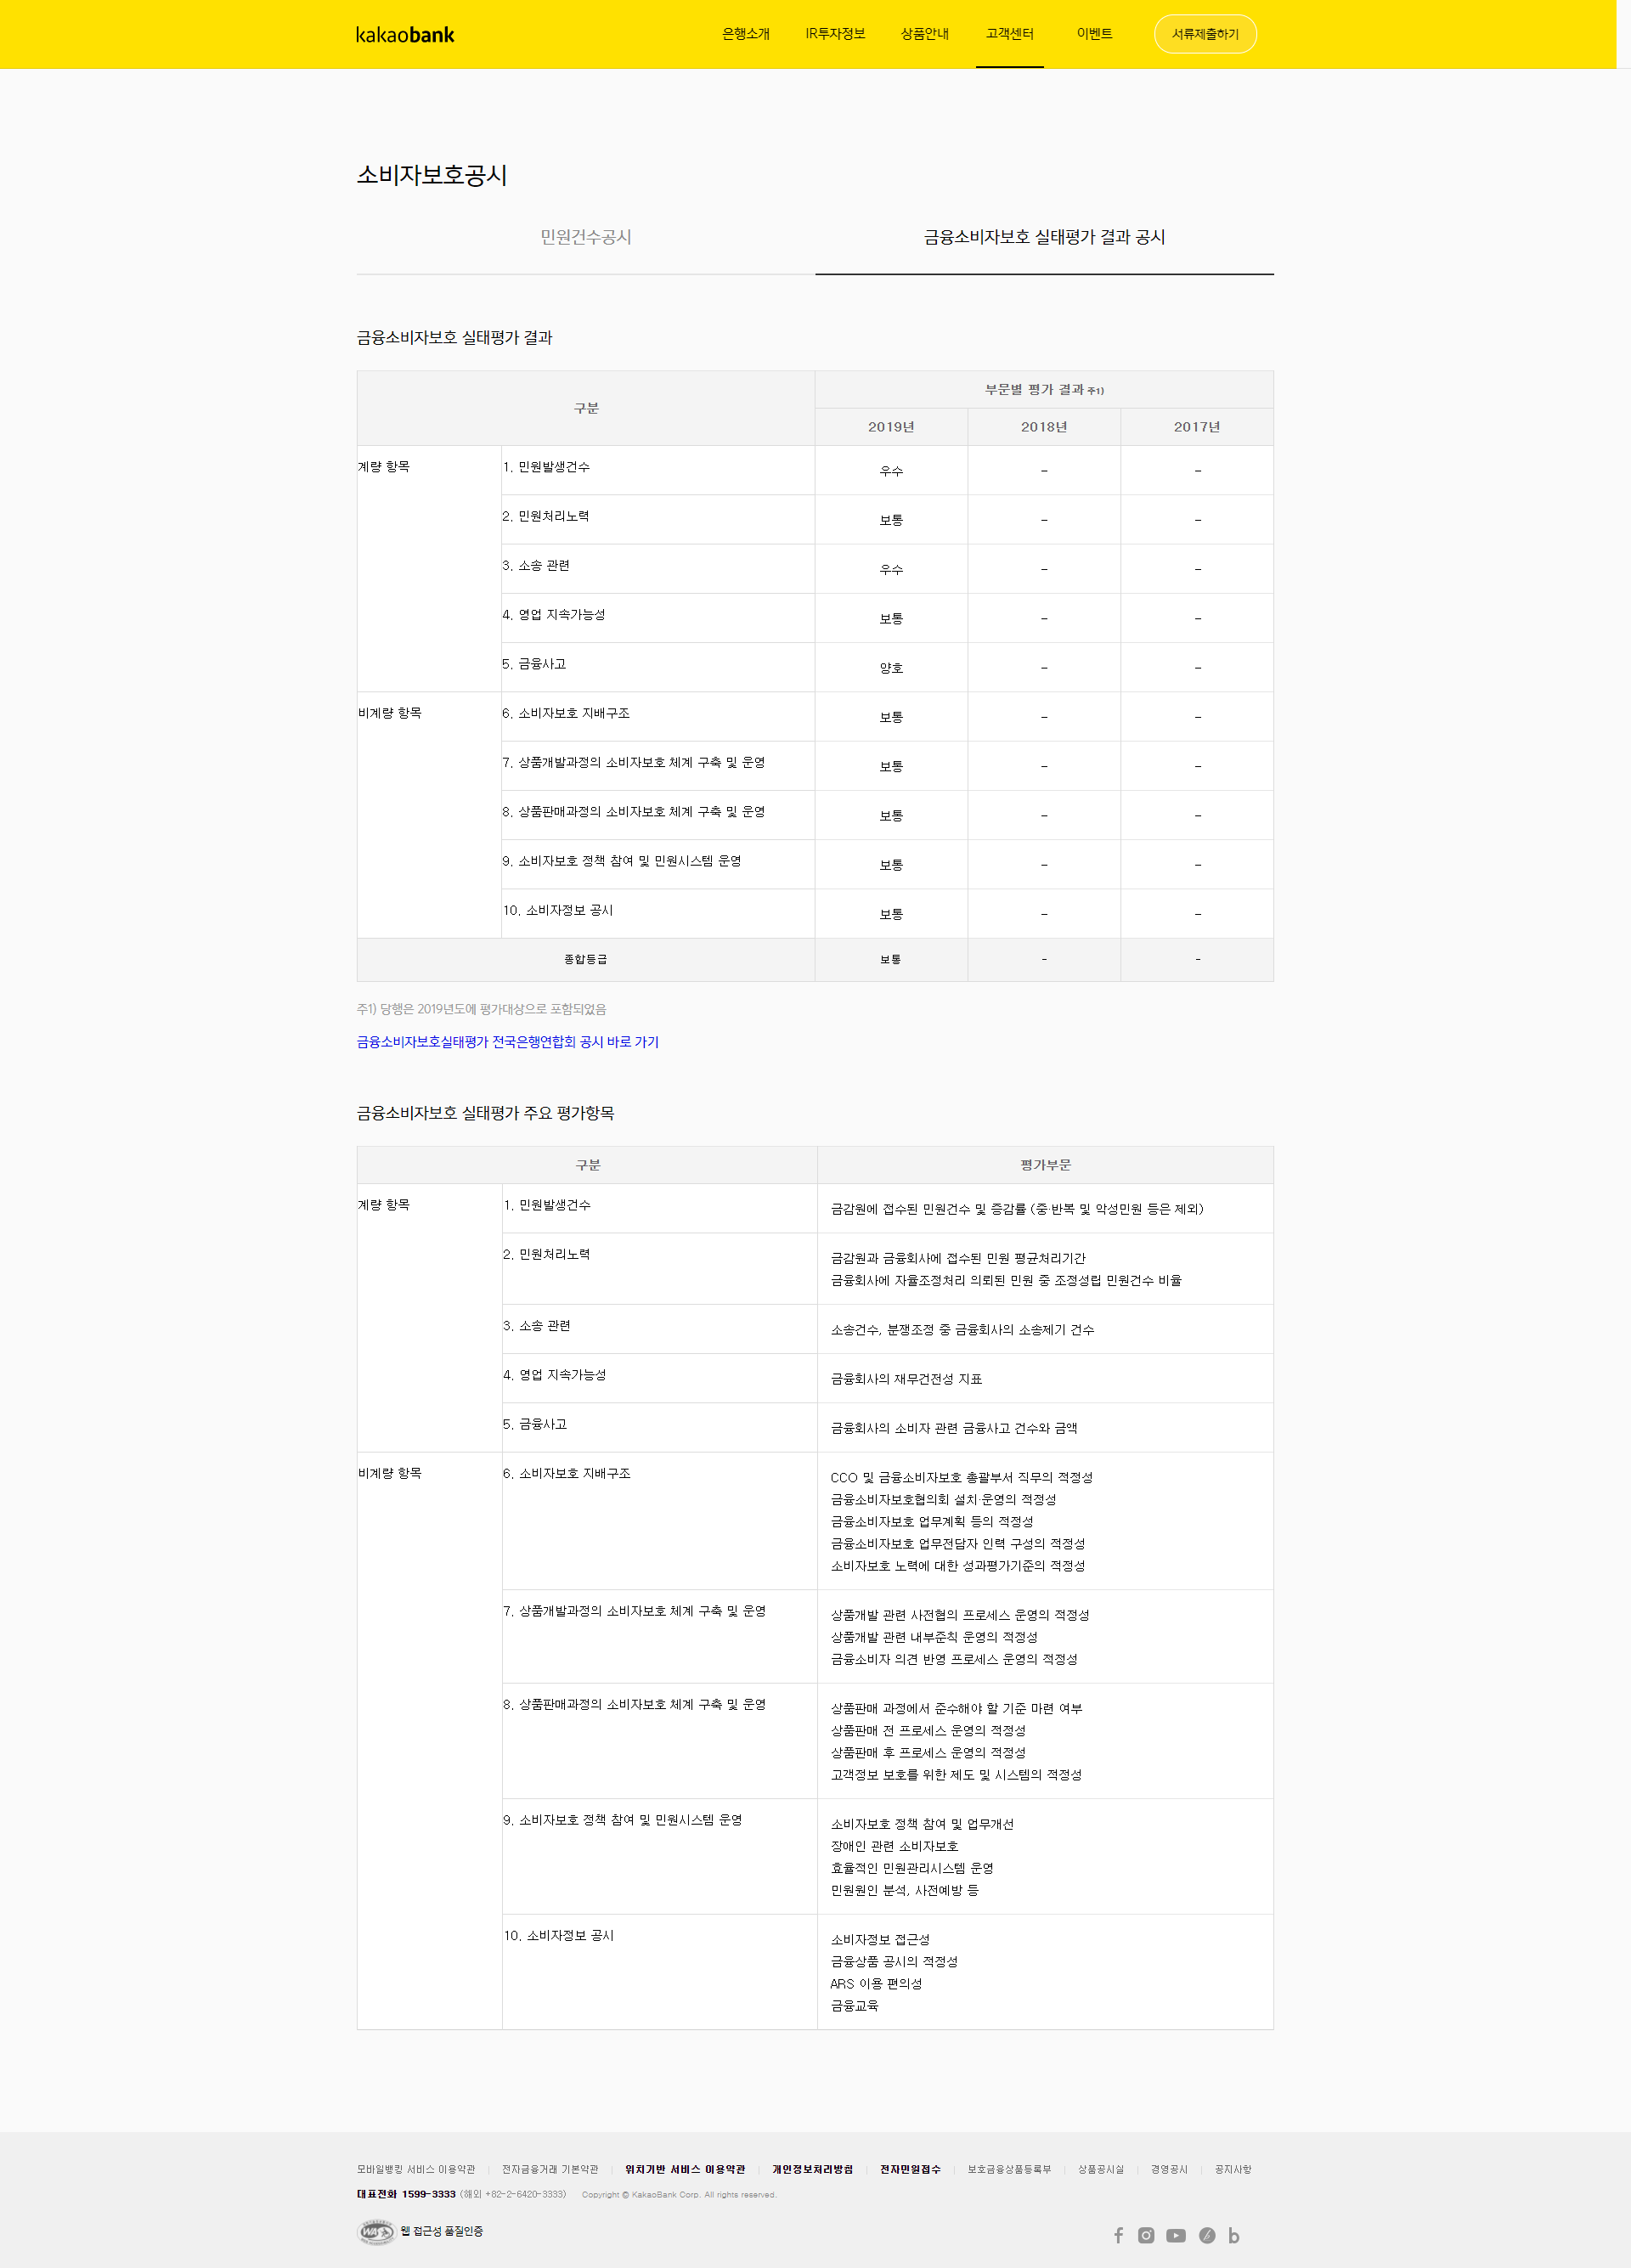 kakaobank
은행소개 IR투자정보 상품안내 고객센터 이벤트 서류제출하기
소비자보호공시
민원건수공시 금융소비자보호 실태평가 결과 공시
금융소비자보호 실태평가 결과
구분 부문별 평가 결과 주1)
2019년 2018년 2017년
계량 항목 1. 민원발생건수 우수 - -
2. 민원처리노력 보통 - -
3. 소송 관련 우수 - -
4. 영업 지속가능성 보통 - -
5. 금융사고 양호 - -
비계량 항목 6. 소비자보호 지배구조 보통 - -
7. 상품개발과정의 소비자보호 체계 구축 및 운영 보통 - -
8. 상품판매과정의 소비자보호 체계 구축 및 운영 보통 - -
9. 소비자보호 정책 참여 및 민원시스템 운영 보통 - -
10. 소비자정보 공시 보통 - -
종합등급 보통 - -
주1) 당행은 2019년도에 평가대상으로 포함되었음
금융소비자보호실태평가 전국은행연합회 공시 바로 가기
금융소비자보호 실태평가 주요 평가항목
구분 평가부문
계량 항목 1. 민원발생건수 금감원에 접수된 민원건수 및 증감률 (중·반복 및 악성민원 등은 제외)
2. 민원처리노력 금감원과 금융회사에 접수된 민원 평균처리기간
금융회사에 자율조정처리 의뢰된 민원 중 조정성립 민원건수 비율
3. 소송 관련 소송건수, 분쟁조정 중 금융회사의 소송제기 건수
4. 영업 지속가능성 금융회사의 재무건전성 지표
5. 금융사고 금융회사의 소비자 관련 금융사고 건수와 금액
비계량 항목 6. 소비자보호 지배구조 CCO 및 금융소비자보호 총괄부서 직무의 적정성
금융소비자보호협의회 설치·운영의 적정성
금융소비자보호 업무계획 등의 적정성
금융소비자보호 업무전담자 인력 구성의 적정성
소비자보호 노력에 대한 성과평가기준의 적정성
7. 상품개발과정의 소비자보호 체계 구축 및 운영 상품개발 관련 사전협의 프로세스 운영의 적정성
상품개발 관련 내부준칙 운영의 적정성
금융소비자 의견 반영 프로세스 운영의 적정성
8. 상품판매과정의 소비자보호 체계 구축 및 운영 상품판매 과정에서 준수해야 할 기준 마련 여부
상품판매 전 프로세스 운영의 적정성
상품판매 후 프로세스 운영의 적정성
고객정보 보호를 위한 제도 및 시스템의 적정성
9. 소비자보호 정책 참여 및 민원시스템 운영 소비자보호 정책 참여 및 업무개선
장애인 관련 소비자보호
효율적인 민원관리시스템 운영
민원원인 분석, 사전예방 등
10. 소비자정보 공시 소비자정보 접근성
금융상품 공시의 적정성
ARS 이용 편의성
금융교육
모바일뱅킹 서비스 이용약관 전자금융거래 기본약관 위치기반 서비스 이용약관 개인정보처리방침 전자민원접수 보호금융상품등록부 상품공시실 경영공시 공지사항
대표전화 1599-3333 (해외 +82-2-6420-3333) Copyright © KakaoBank Corp. All rights reserved.
WA 웹 접근성 품질인증